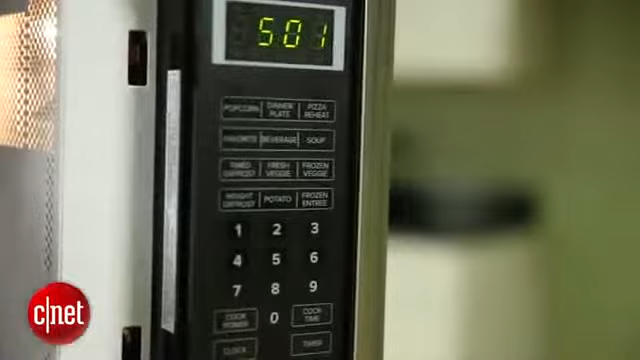 501
POPCORN DINNER PLATE PIZZA REHEAT
FAVORITE BEVERAGE SOUP
TIMED DEFROST FRESH VEGGIE FROZEN VEGGIE
WEIGHT DEFROST POTATO FROZEN ENTREE
1 2 3
4 5 6
7 8 9
COOK POWER 0 COOK TIME
CLOCK TIMER
c|net